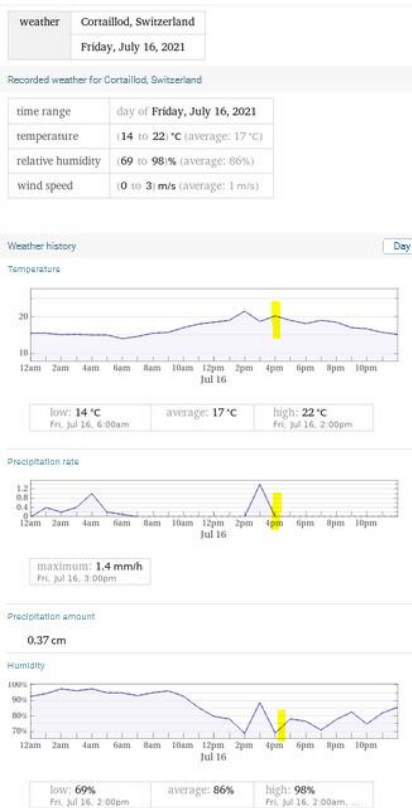 weather Cortaillod, Switzerland
Friday, July 16, 2021
Recorded weather for Cortaillod, Switzerland
time range day of Friday, July 16, 2021
temperature (14 to 22) °C (average: 17 °C)
relative humidity (69 to 98)% (average: 86%)
wind speed (0 to 3) m/s (average: 1 m/s)
Weather history Day
Temperature
20
10
12am 2am 4am 6am 8am 10am 12pm 2pm 4pm 6pm 8pm 10pm
Jul 16
low: 14 °C average: 17 °C high: 22 °C
Fri, Jul 16, 6:00am Fri, Jul 16, 2:00pm
Precipitation rate
1.2
0.8
0.4
0
12am 2am 4am 6am 8am 10am 12pm 2pm 4pm 6pm 8pm 10pm
Jul 16
maximum: 1.4 mm/h
Fri, Jul 16, 3:00pm
Precipitation amount
0.37 cm
Humidity
100%
90%
80%
70%
12am 2am 4am 6am 8am 10am 12pm 2pm 4pm 6pm 8pm 10pm
Jul 16
low: 69% average: 86% high: 98%
Fri, Jul 16, 2:00pm Fri, Jul 16, 2:00am, ...